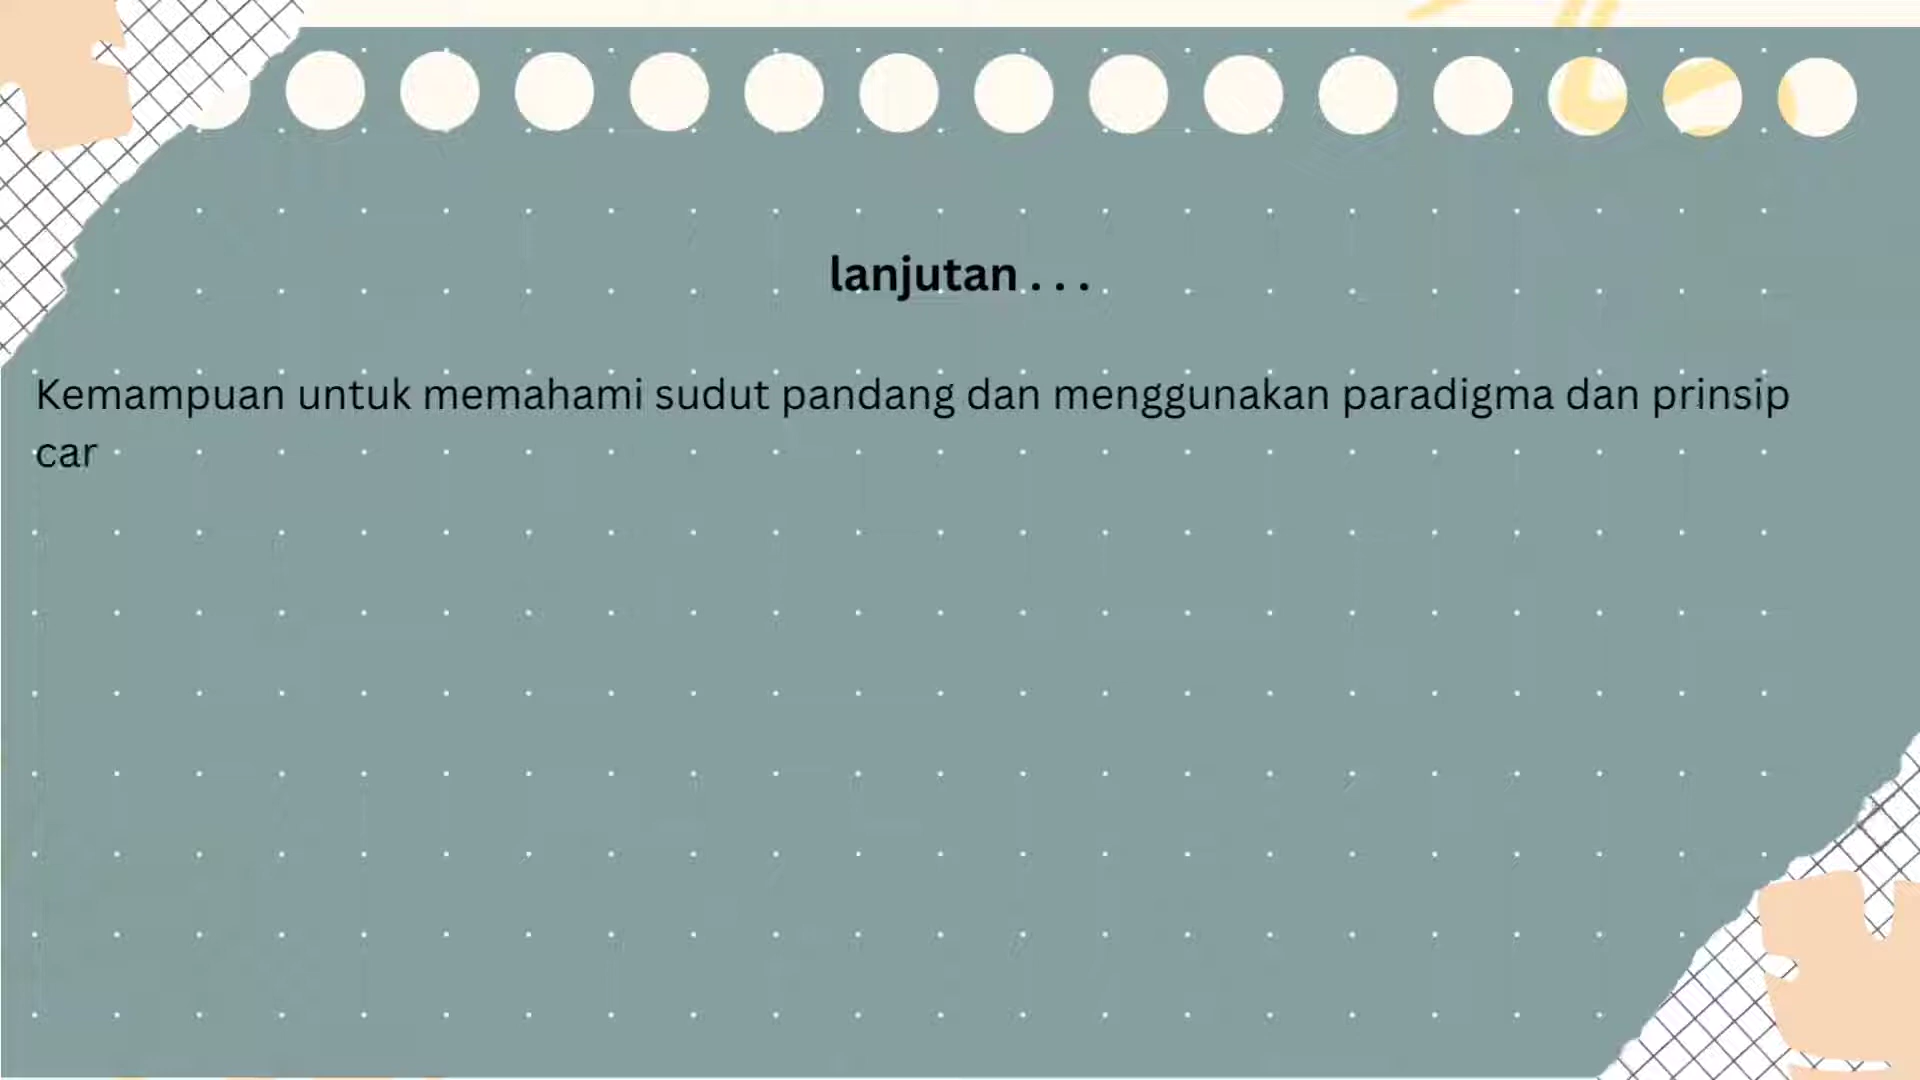 lanjutan . . .
Kemampuan untuk memahami sudut pandang dan menggunakan paradigma dan prinsip
car